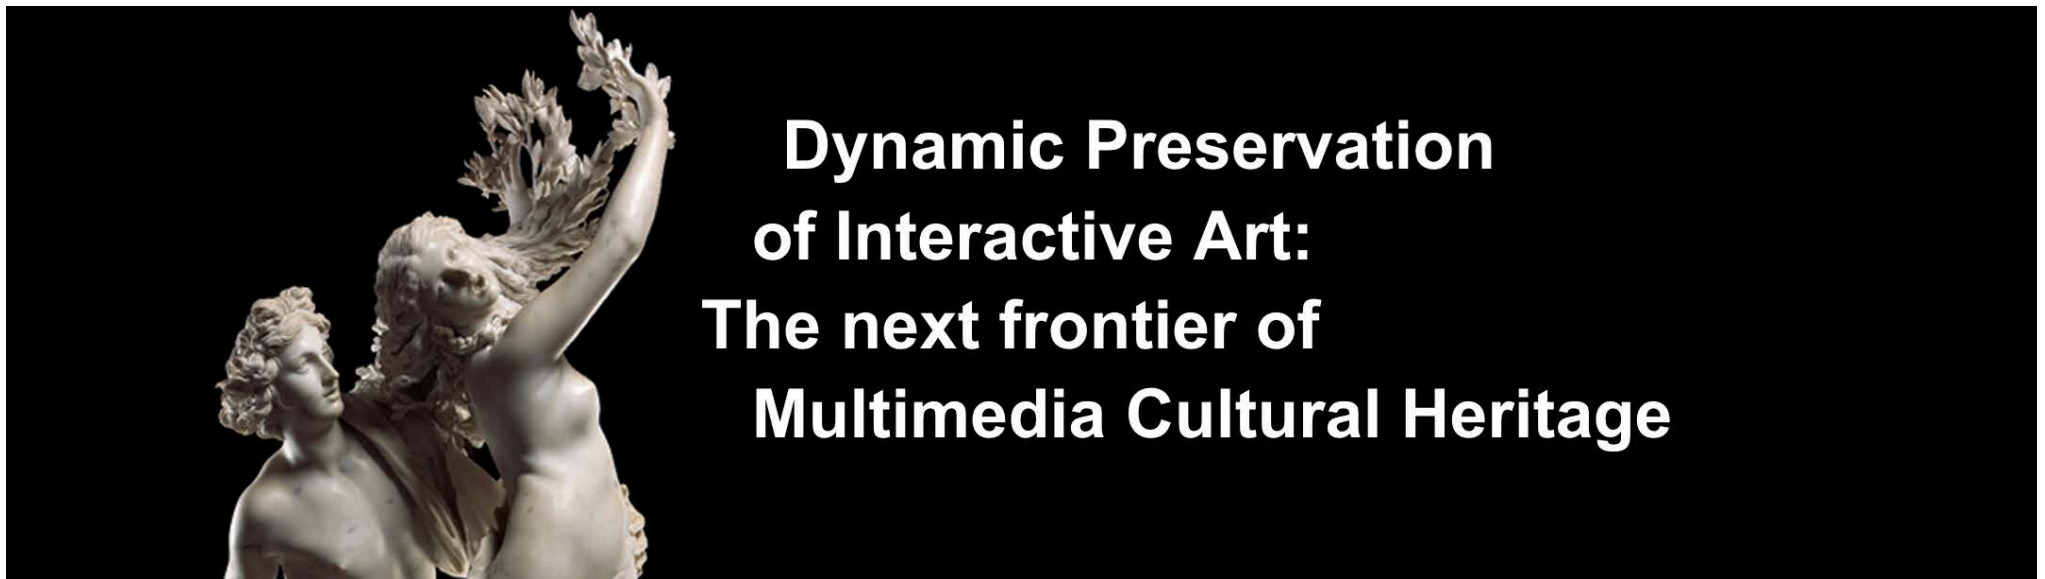 Dynamic Preservation
of Interactive Art:
The next frontier of
Multimedia Cultural Heritage